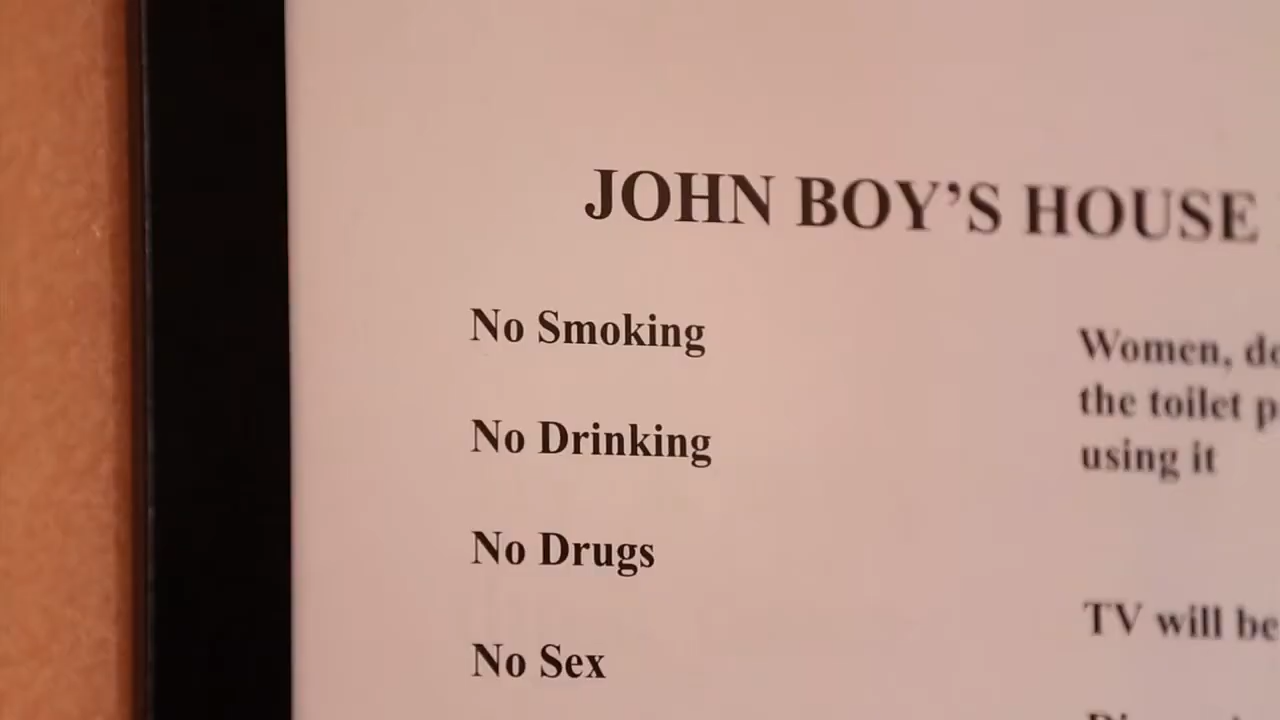 JOHN BOY'S HOUSE
No Smoking
No Drinking
No Drugs
No Sex
Women,
the toilet
using it
TV will be